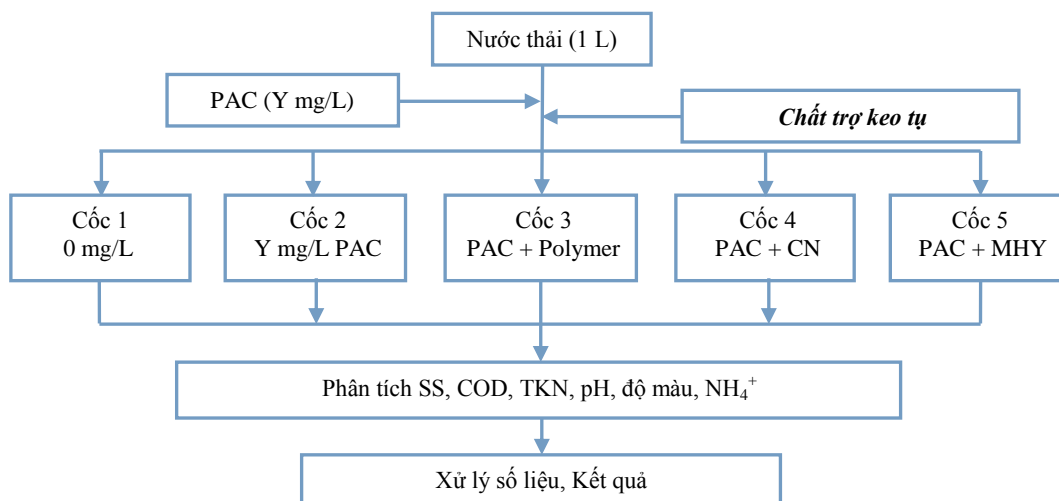 Nước thải (1 L)
PAC (Y mg/L)
Chất trợ keo tụ
Cốc 1
0 mg/L
Cốc 2
Y mg/L PAC
Cốc 3
PAC + Polymer
Cốc 4
PAC + CN
Cốc 5
PAC + MHY
Phân tích SS, COD, TKN, pH, độ màu, NH₄⁺
Xử lý số liệu, Kết quả